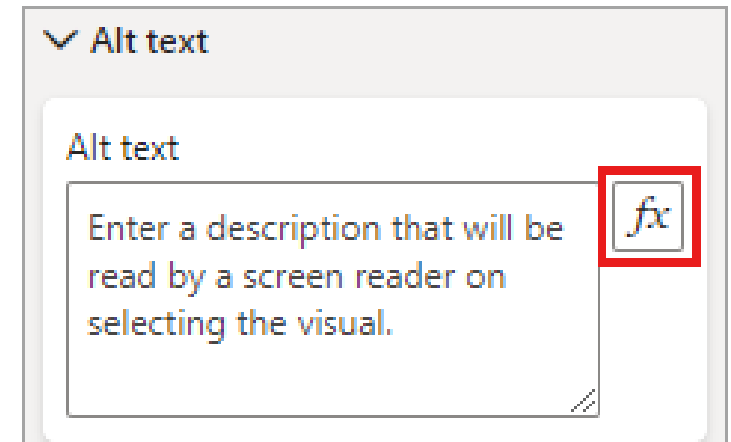 Alt text
Alt text
Enter a description that will be
read by a screen reader on
selecting the visual.
fx